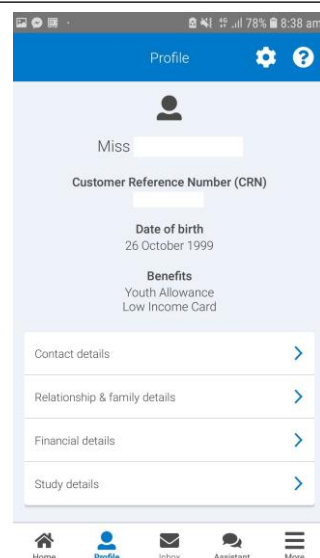 78% 8:38 am
Profile
Miss
Customer Reference Number (CRN)
Date of birth
26 October 1999
Benefits
Youth Allowance
Low Income Card
Contact details
Relationship & family details
Financial details
Study details
Home Profile Inbox Assistant More